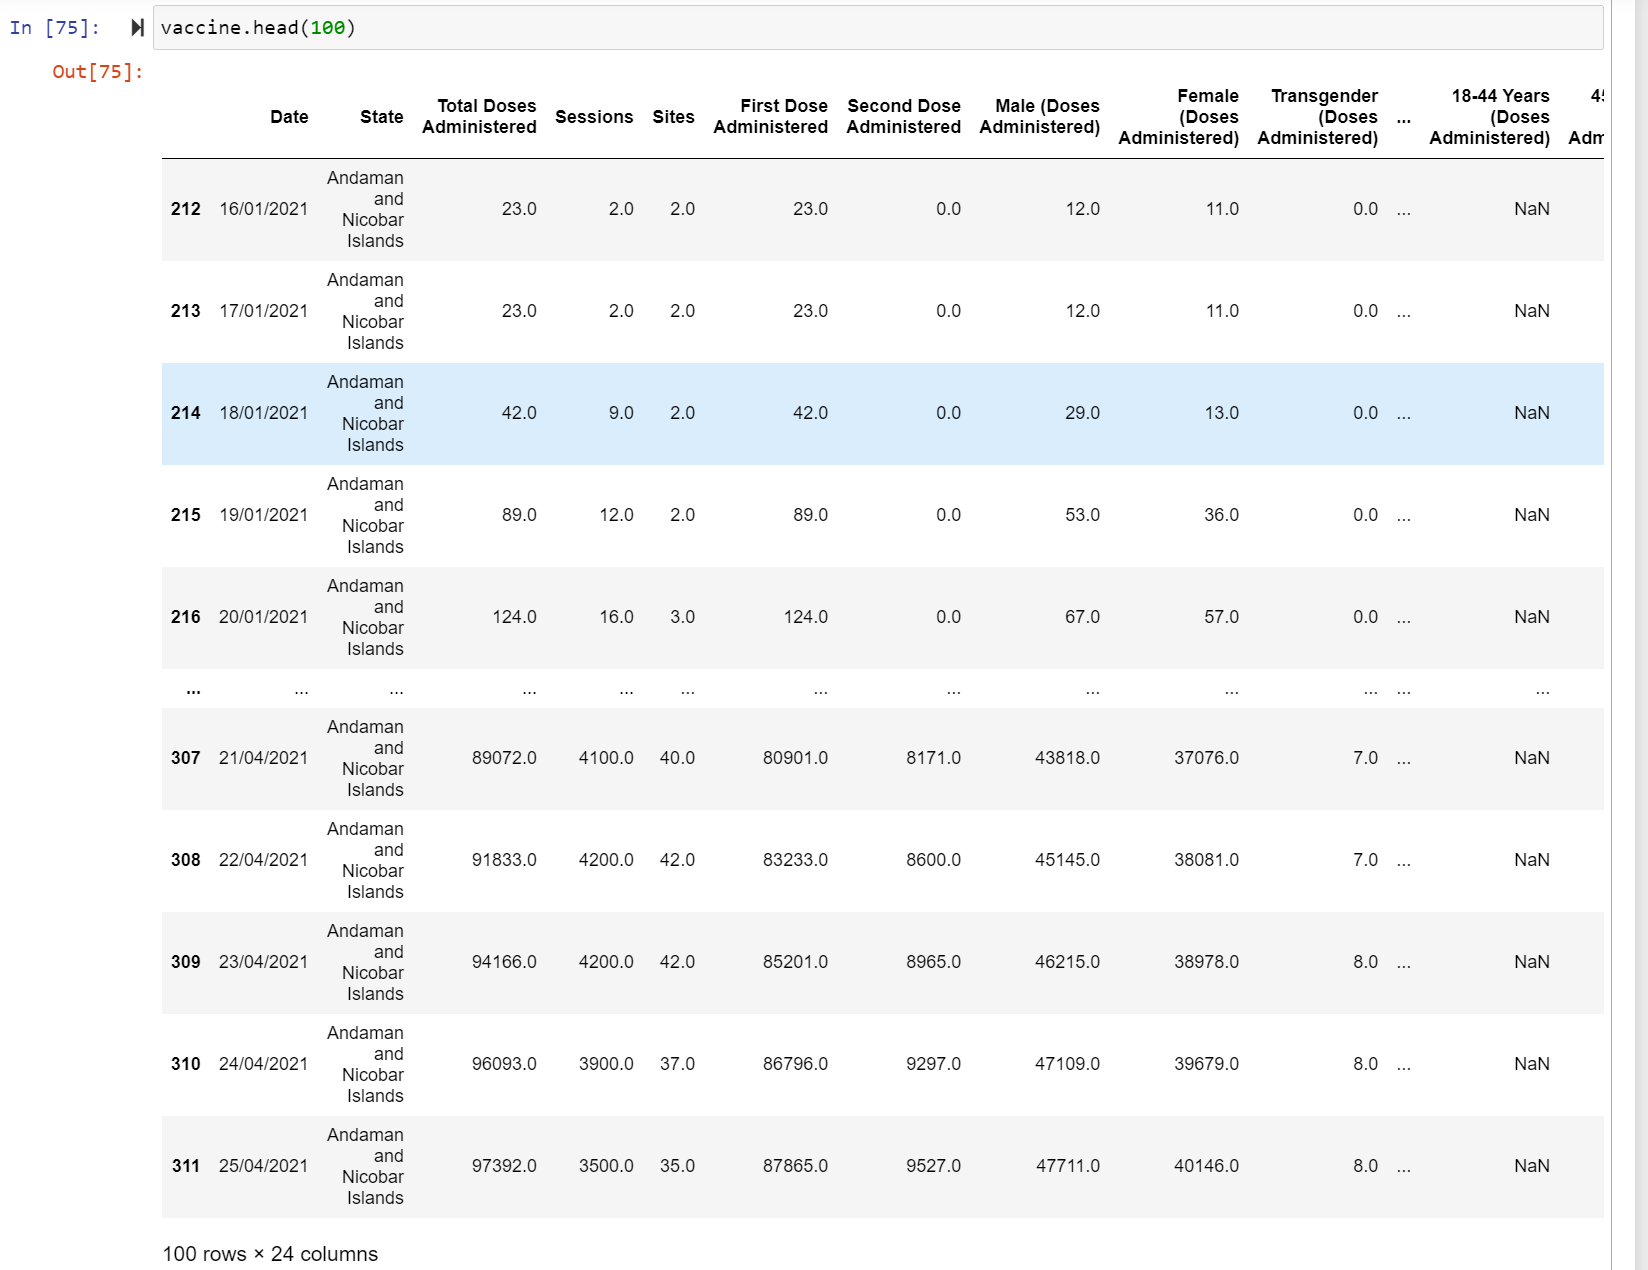 In [75]: vaccine.head(100)
Out[75]:
Date State Total Doses Administered Sessions Sites First Dose Administered Second Dose Administered Male (Doses Administered) Female (Doses Administered) Transgender (Doses Administered) ... 18-44 Years (Doses Administered)
212 16/01/2021 Andaman and Nicobar Islands 23.0 2.0 2.0 23.0 0.0 12.0 11.0 0.0 ... NaN
213 17/01/2021 Andaman and Nicobar Islands 23.0 2.0 2.0 23.0 0.0 12.0 11.0 0.0 ... NaN
214 18/01/2021 Andaman and Nicobar Islands 42.0 9.0 2.0 42.0 0.0 29.0 13.0 0.0 ... NaN
215 19/01/2021 Andaman and Nicobar Islands 89.0 12.0 2.0 89.0 0.0 53.0 36.0 0.0 ... NaN
216 20/01/2021 Andaman and Nicobar Islands 124.0 16.0 3.0 124.0 0.0 67.0 57.0 0.0 ... NaN
... ... ... ... ... ... ... ... ... ... ... ... ...
307 21/04/2021 Andaman and Nicobar Islands 89072.0 4100.0 40.0 80901.0 8171.0 43818.0 37076.0 7.0 ... NaN
308 22/04/2021 Andaman and Nicobar Islands 91833.0 4200.0 42.0 83233.0 8600.0 45145.0 38081.0 7.0 ... NaN
309 23/04/2021 Andaman and Nicobar Islands 94166.0 4200.0 42.0 85201.0 8965.0 46215.0 38978.0 8.0 ... NaN
310 24/04/2021 Andaman and Nicobar Islands 96093.0 3900.0 37.0 86796.0 9297.0 47109.0 39679.0 8.0 ... NaN
311 25/04/2021 Andaman and Nicobar Islands 97392.0 3500.0 35.0 87865.0 9527.0 47711.0 40146.0 8.0 ... NaN
100 rows × 24 columns